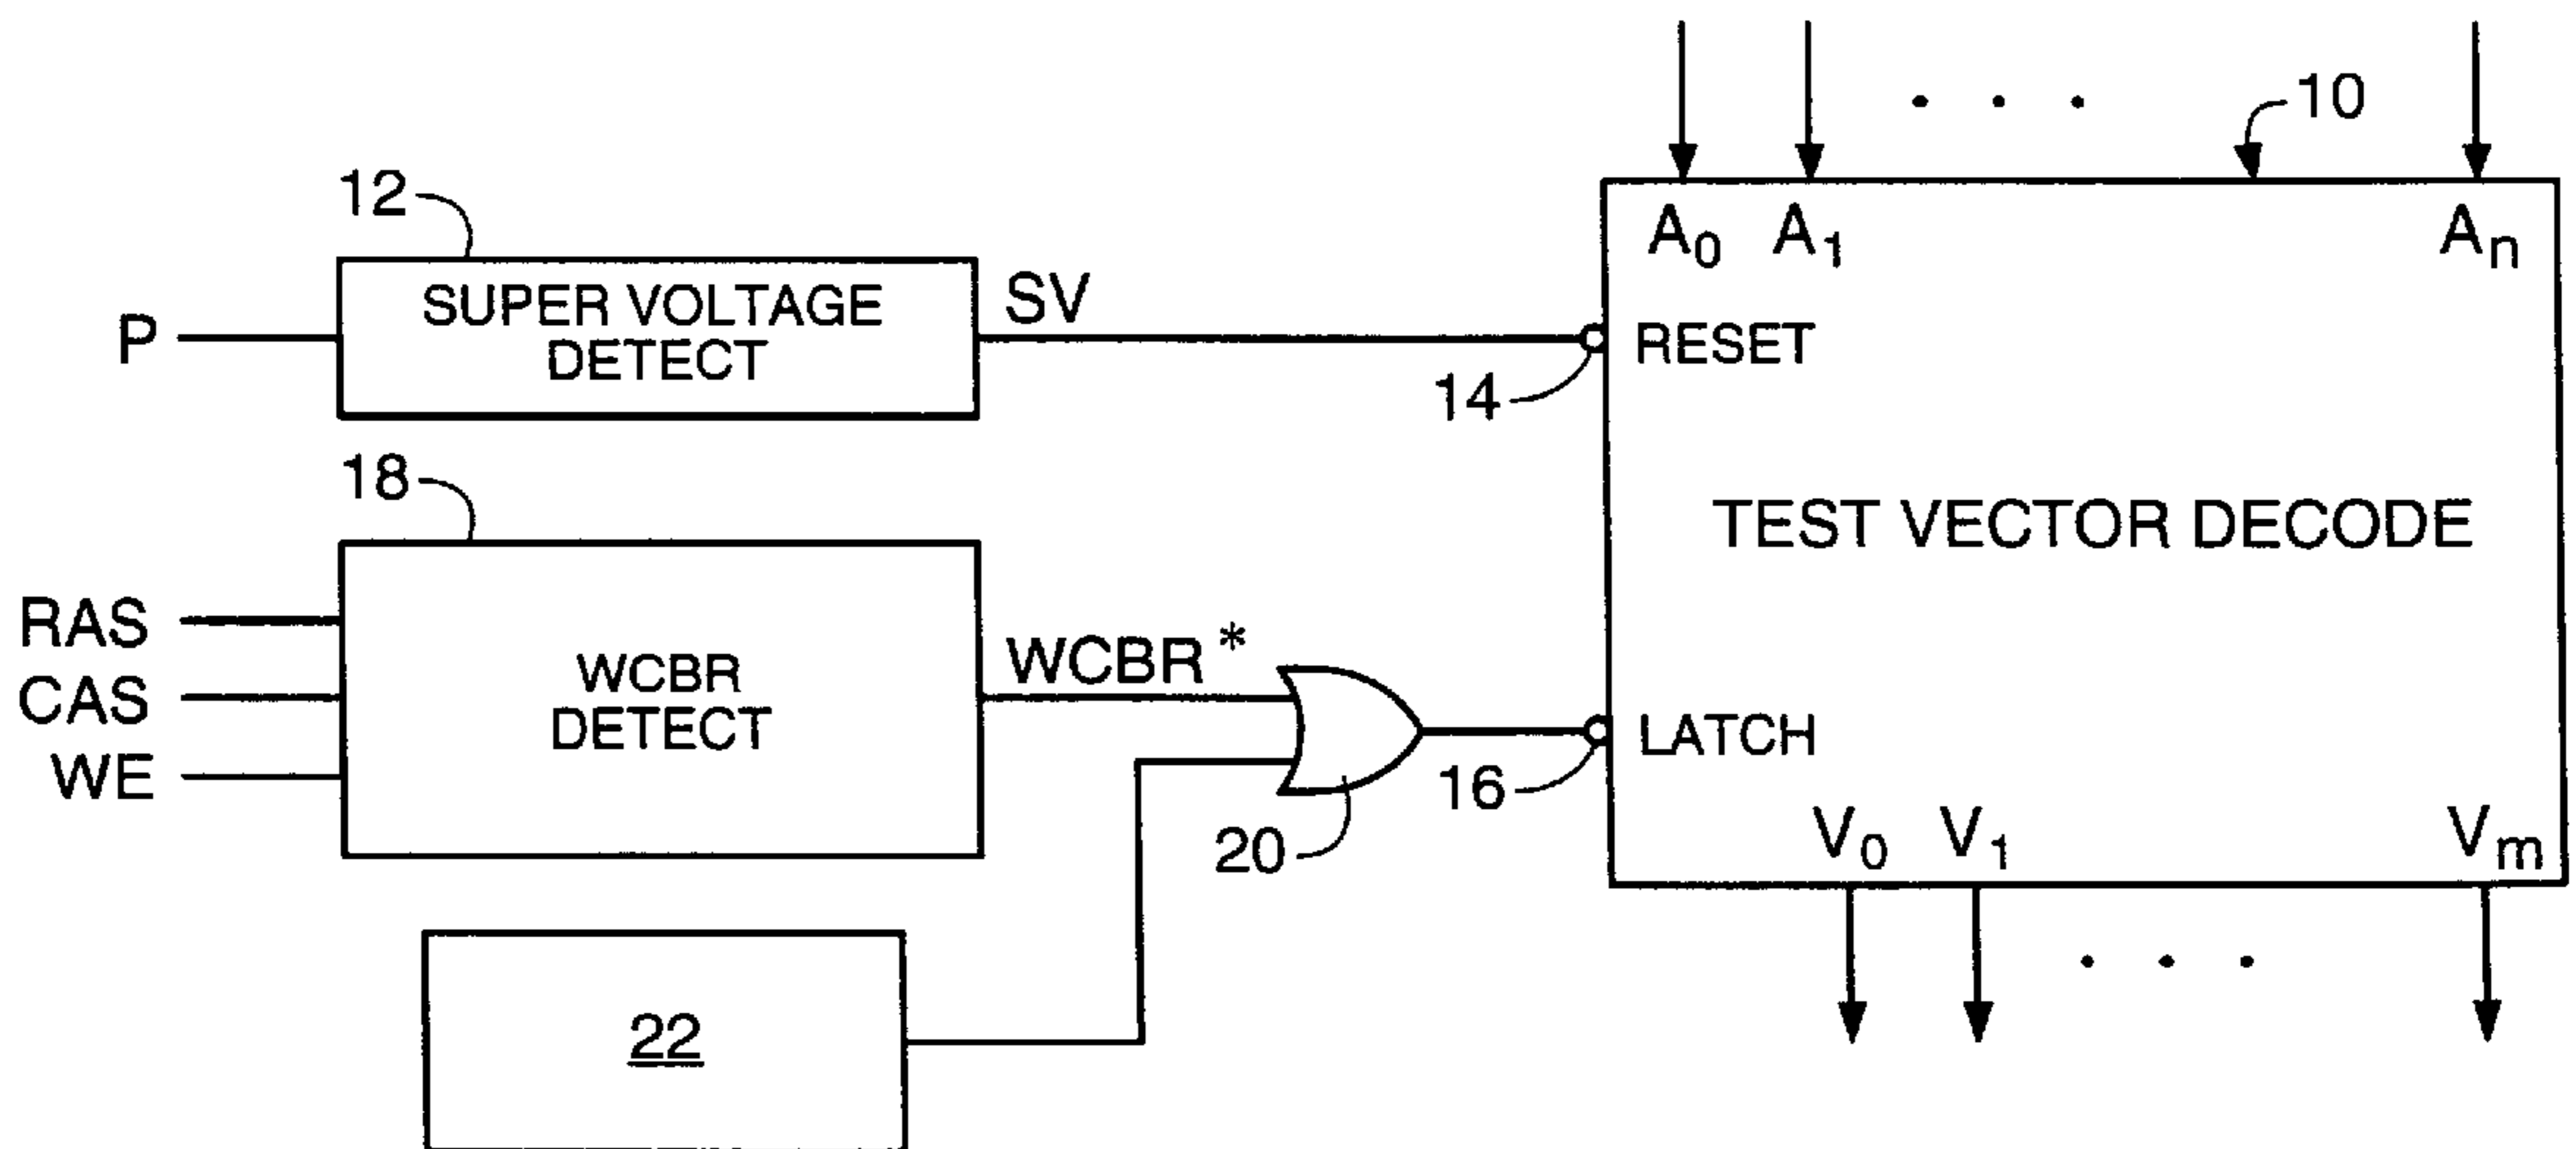 10
A0 A1 An
12
SUPER VOLTAGE
DETECT
P
SV
RESET
14
18
TEST VECTOR DECODE
RAS
CAS
WE
WCBR
DETECT
WCBR*
LATCH
16
20
V0 V1 Vm
22